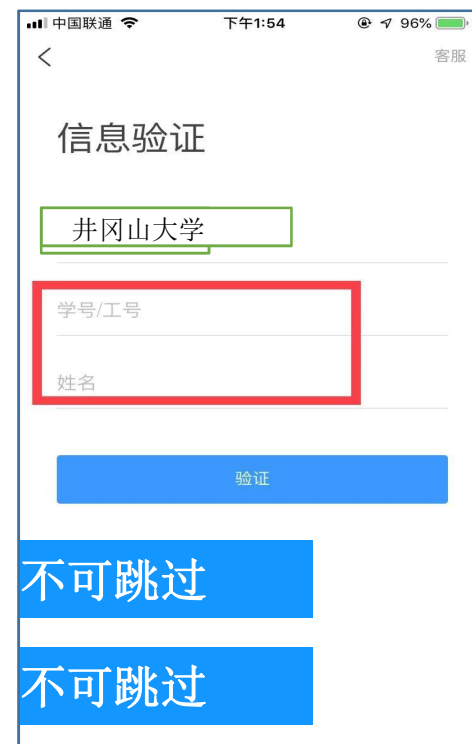 中国联通 下午1:54 96%
客服
信息验证
井冈山大学
学号/工号
姓名
验证
不可跳过
不可跳过